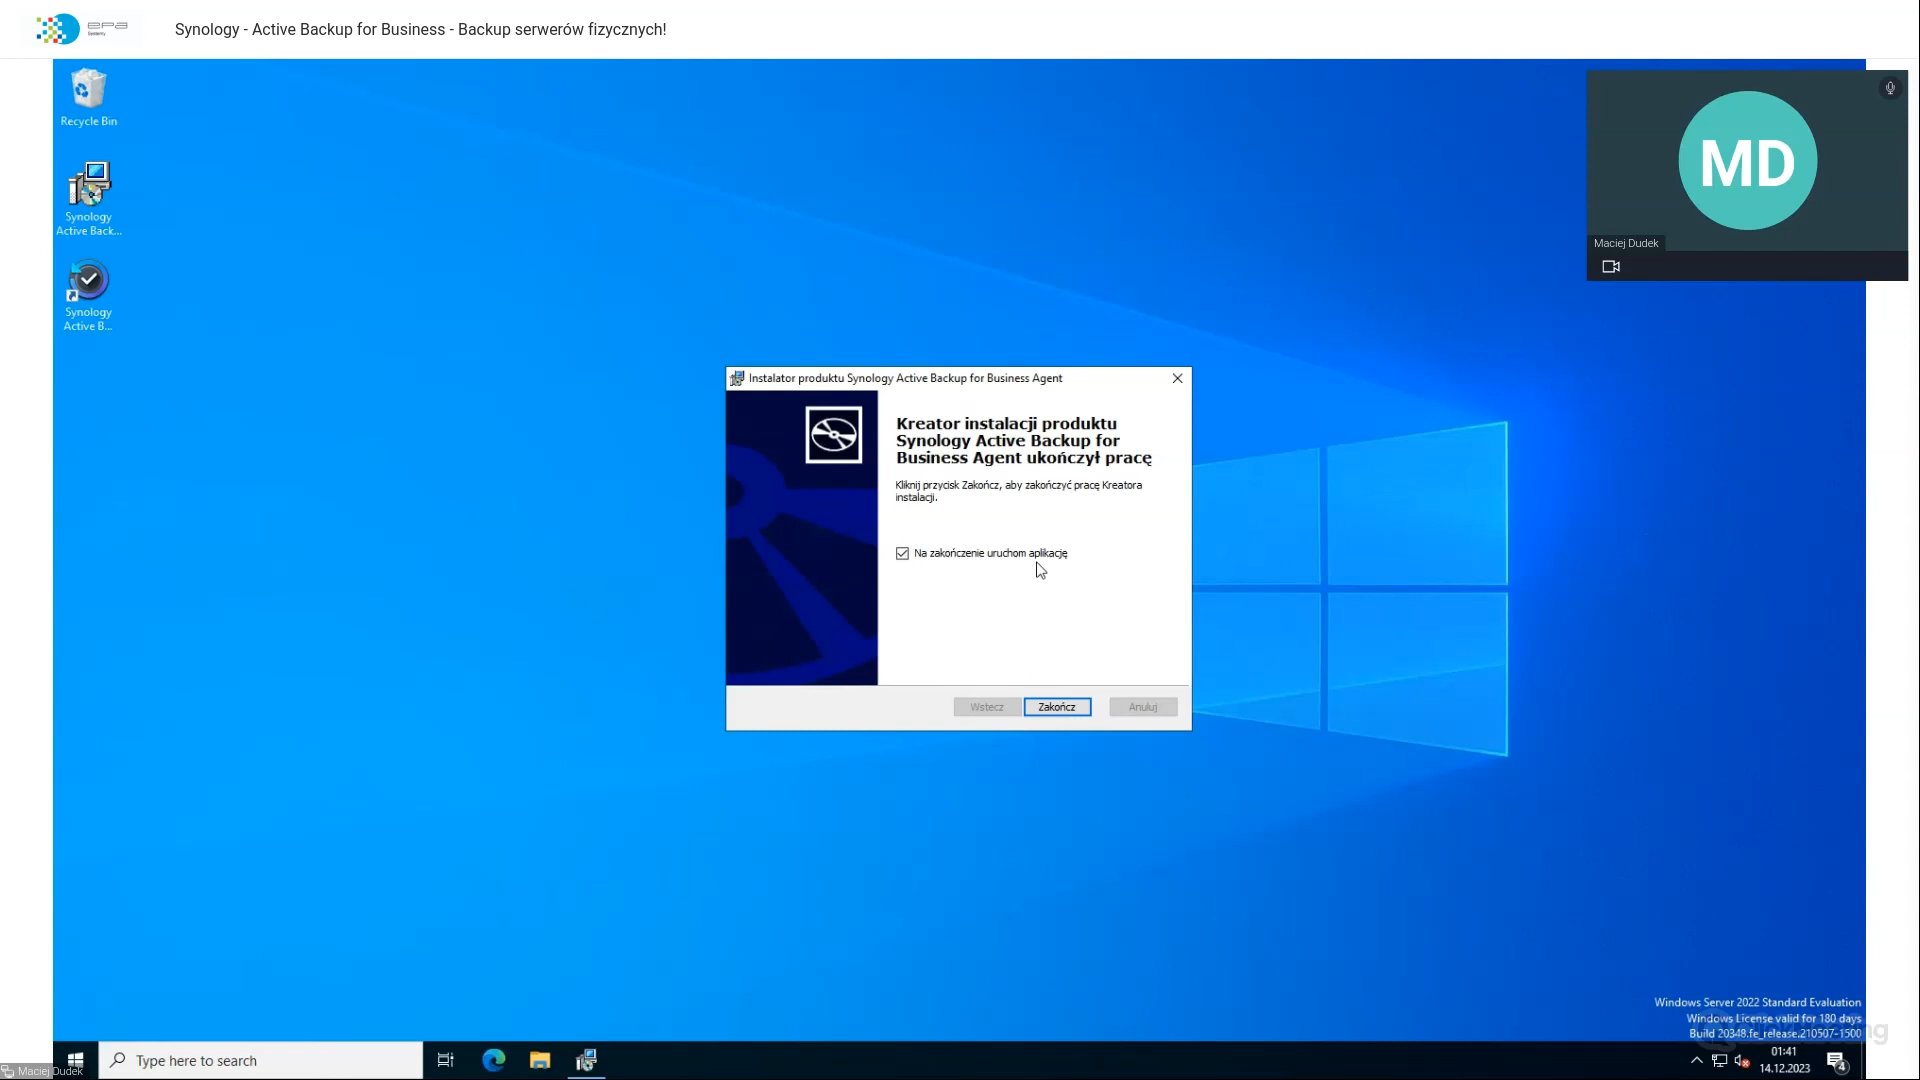 epa
Systemy
Synology - Active Backup for Business - Backup serwerów fizycznych!
Recycle Bin
Synology
Active Back...
Synology
Active B...
MD
Maciej Dudek
Instalator produktu Synology Active Backup for Business Agent
Kreator instalacji produktu
Synology Active Backup for
Business Agent ukończył pracę
Kliknij przycisk Zakończ, aby zakończyć pracę Kreatora
instalacji.
Na zakończenie uruchom aplikację
Wstecz
Zakończ
Anuluj
Windows Server 2022 Standard Evaluation
Windows License valid for 180 days
Build 20348.fe_release.210507-1500
Type here to search
01:41
14.12.2023
4
Maciej Dudek